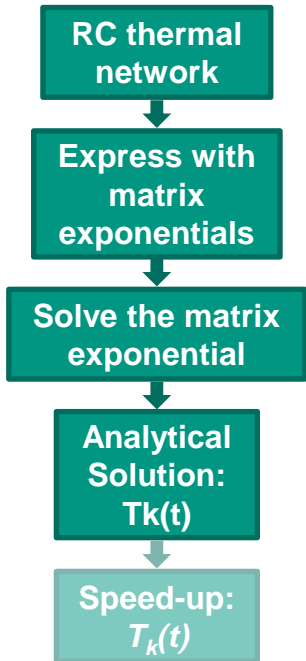 RC thermal
network
Express with
matrix
exponentials
Solve the matrix
exponential
Analytical
Solution:
Tk(t)
Speed-up:
Tk(t)